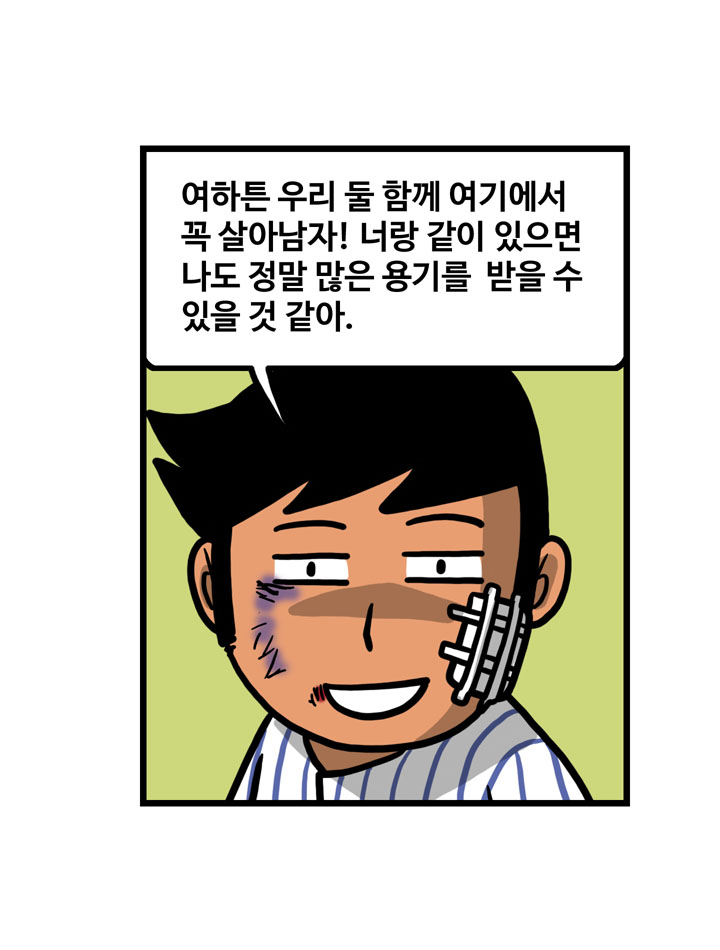 여하튼 우리 둘 함께 여기에서
꼭 살아남자! 너랑 같이 있으면
나도 정말 많은 용기를 받을 수
있을 것 같아.